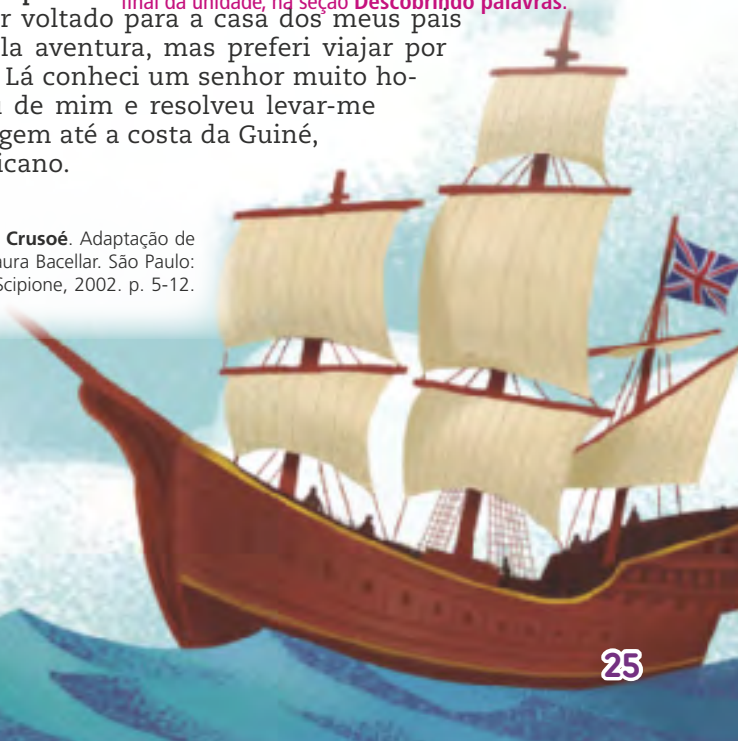 final da unidade, na seção Descobrindo palavras.
r voltado para a casa dos meus pais
la aventura, mas preferi viajar por
Lá conheci um senhor muito ho-
de mim e resolveu levar-me
gem até a costa da Guiné,
icano.
Crusoé. Adaptação de
ura Bacellar. São Paulo:
Scipione, 2002. p. 5-12.
25